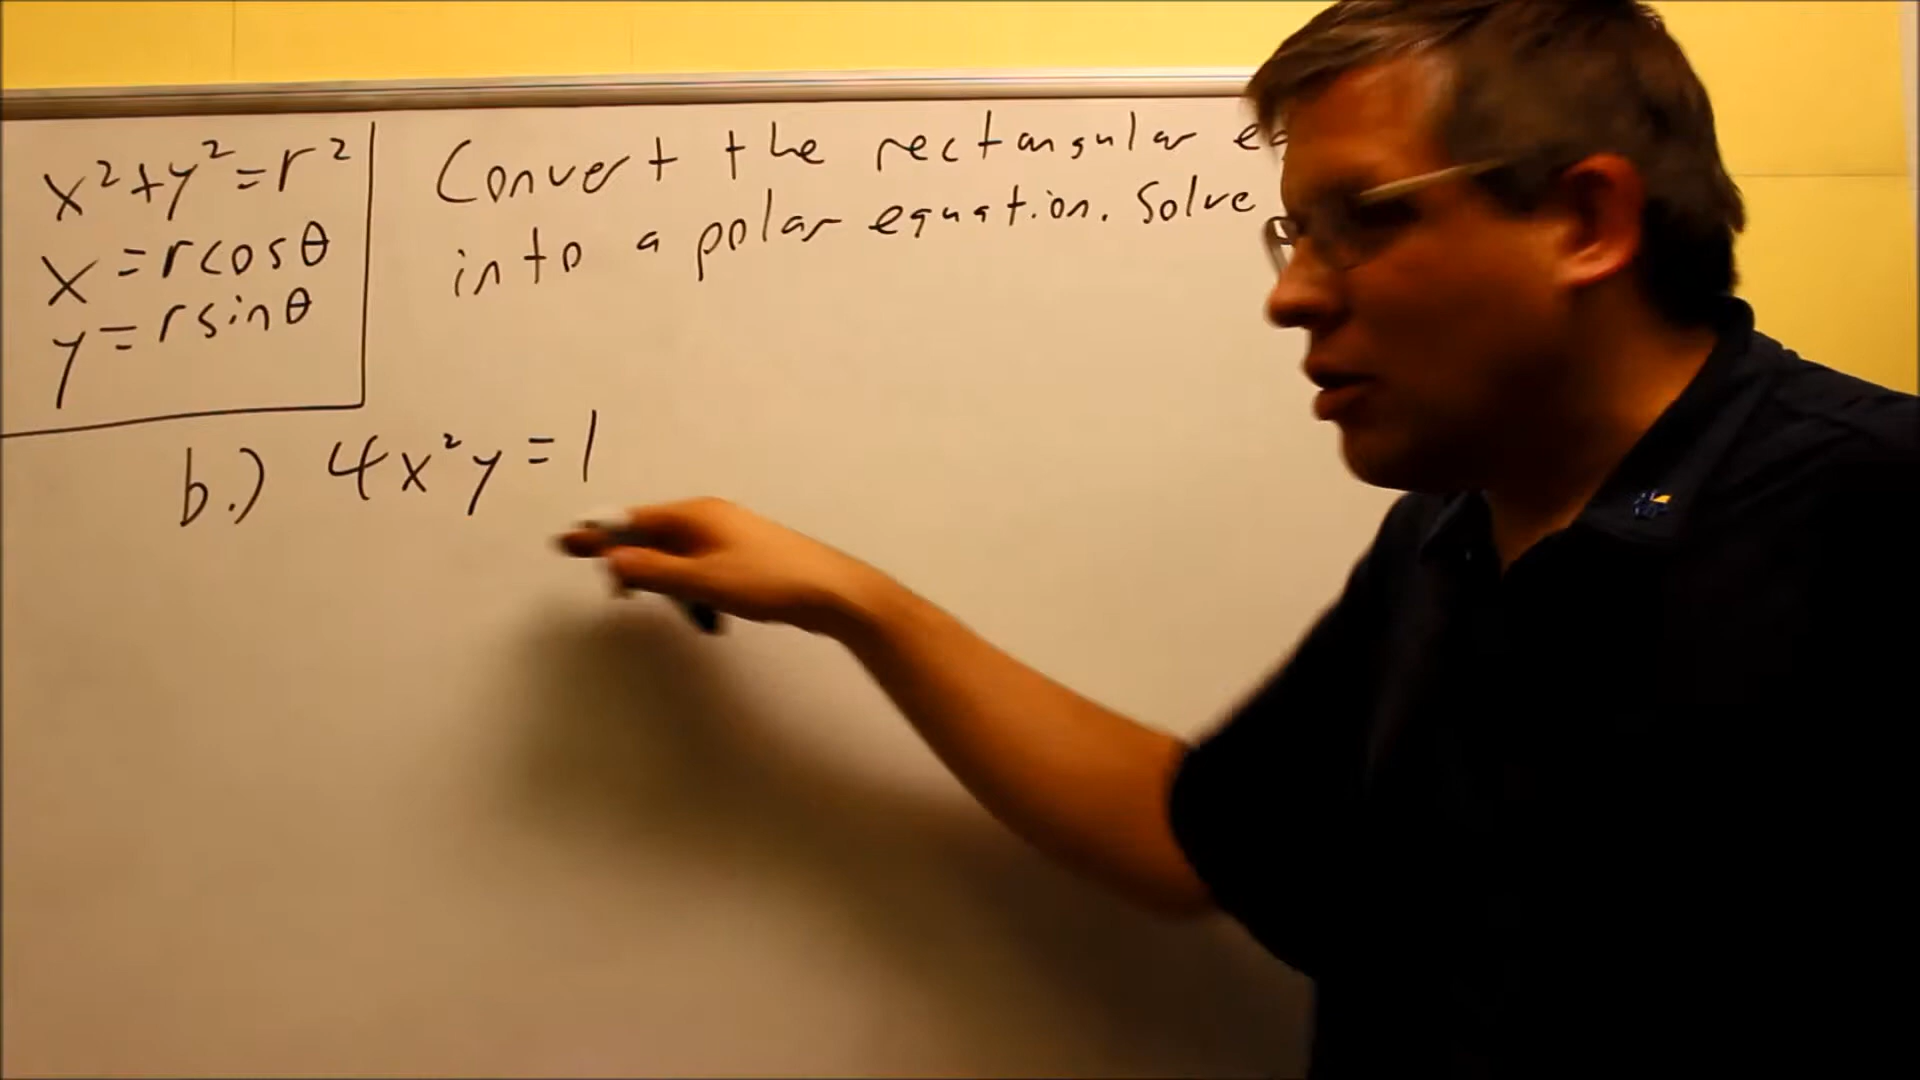 x²+y²=r²
x=rcosθ
y=rsinθ
Convert the rectangular
into a polar equation. Solve
b.) 4x²y=1